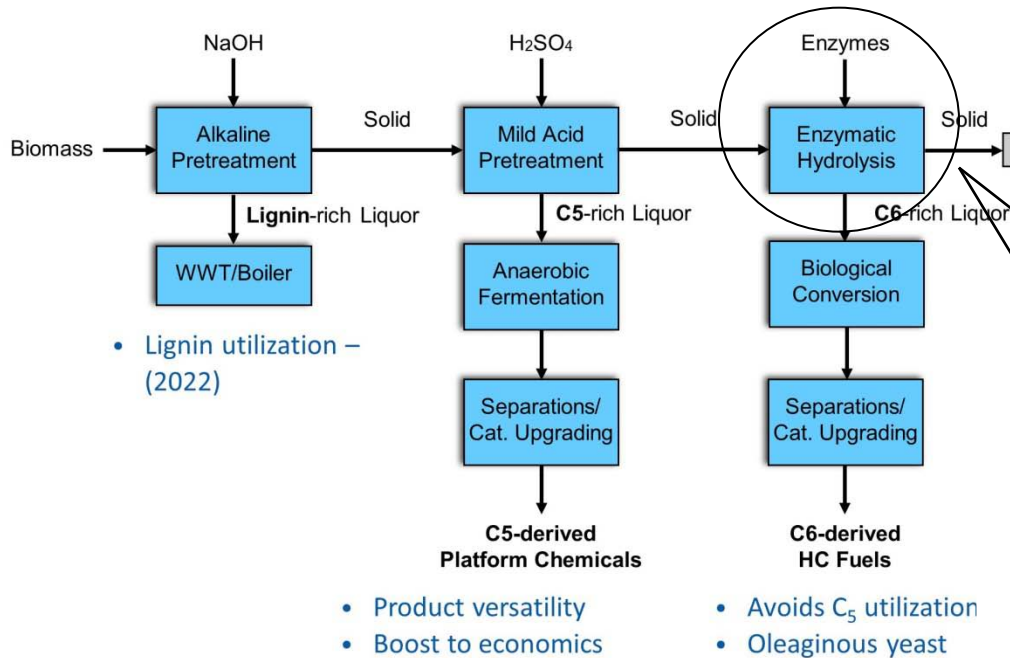 NaOH
H₂SO₄
Enzymes
Biomass
Alkaline
Pretreatment
Solid
Mild Acid
Pretreatment
Solid
Enzymatic
Hydrolysis
Solid
Lignin-rich Liquor
C5-rich Liquor
C6-rich Liquor
WWT/Boiler
Anaerobic
Fermentation
Biological
Conversion
• Lignin utilization –
(2022)
Separations/
Cat. Upgrading
Separations/
Cat. Upgrading
C5-derived
Platform Chemicals
C6-derived
HC Fuels
• Product versatility
• Boost to economics
• Avoids C₅ utilization
• Oleaginous yeast